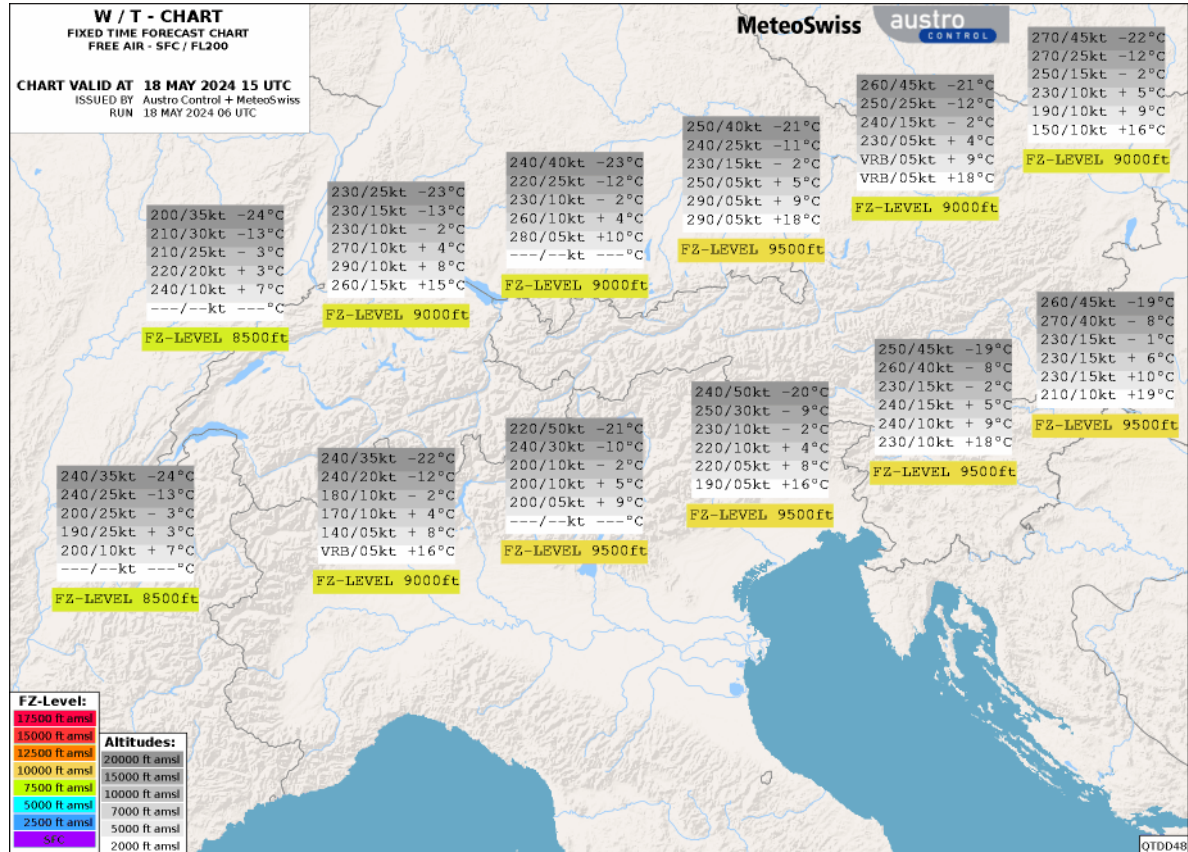 W / T - CHART
FIXED TIME FORECAST CHART
FREE AIR - SFC / FL200
CHART VALID AT 18 MAY 2024 15 UTC
ISSUED BY Austro Control + MeteoSwiss
RUN 18 MAY 2024 06 UTC
MeteoSwiss
austro
CONTROL
270/45kt -22°C
270/25kt -12°C
250/15kt - 2°C
230/10kt + 5°C
190/10kt + 9°C
150/10kt +16°C
FZ-LEVEL 9000ft
260/45kt -21°C
250/25kt -12°C
240/15kt - 2°C
230/05kt + 4°C
VRB/05kt + 9°C
VRB/05kt +18°C
FZ-LEVEL 9000ft
250/40kt -21°C
240/25kt -11°C
230/15kt - 2°C
250/05kt + 5°C
290/05kt + 9°C
290/05kt +18°C
FZ-LEVEL 9500ft
240/40kt -23°C
220/25kt -12°C
230/10kt - 2°C
260/10kt + 4°C
280/05kt +10°C
---/--kt ---°C
FZ-LEVEL 9000ft
230/25kt -23°C
230/15kt -13°C
230/10kt - 2°C
270/10kt + 4°C
290/10kt + 8°C
260/15kt +15°C
FZ-LEVEL 9000ft
200/35kt -24°C
210/30kt -13°C
210/25kt - 3°C
220/20kt + 3°C
240/10kt + 7°C
---/--kt ---°C
FZ-LEVEL 8500ft
260/45kt -19°C
270/40kt - 8°C
230/15kt - 1°C
230/15kt + 6°C
230/15kt +10°C
210/10kt +19°C
FZ-LEVEL 9500ft
250/45kt -19°C
260/40kt - 8°C
230/15kt - 2°C
240/15kt + 5°C
240/10kt + 9°C
230/10kt +18°C
FZ-LEVEL 9500ft
240/50kt -20°C
250/30kt - 9°C
230/10kt - 2°C
220/10kt + 4°C
220/05kt + 8°C
190/05kt +16°C
FZ-LEVEL 9500ft
220/50kt -21°C
240/30kt -10°C
200/10kt - 2°C
200/10kt + 5°C
200/05kt + 9°C
---/--kt ---°C
FZ-LEVEL 9500ft
240/35kt -22°C
240/20kt -12°C
180/10kt - 2°C
170/10kt + 4°C
140/05kt + 8°C
VRB/05kt +16°C
FZ-LEVEL 9000ft
240/35kt -24°C
240/25kt -13°C
200/25kt - 3°C
190/25kt + 3°C
200/10kt + 7°C
---/--kt ---°C
FZ-LEVEL 8500ft
FZ-Level:
17500 ft amsl
15000 ft amsl
12500 ft amsl
10000 ft amsl
7500 ft amsl
5000 ft amsl
2500 ft amsl
SFC
Altitudes:
20000 ft amsl
15000 ft amsl
10000 ft amsl
7000 ft amsl
5000 ft amsl
2000 ft amsl
QTDD48